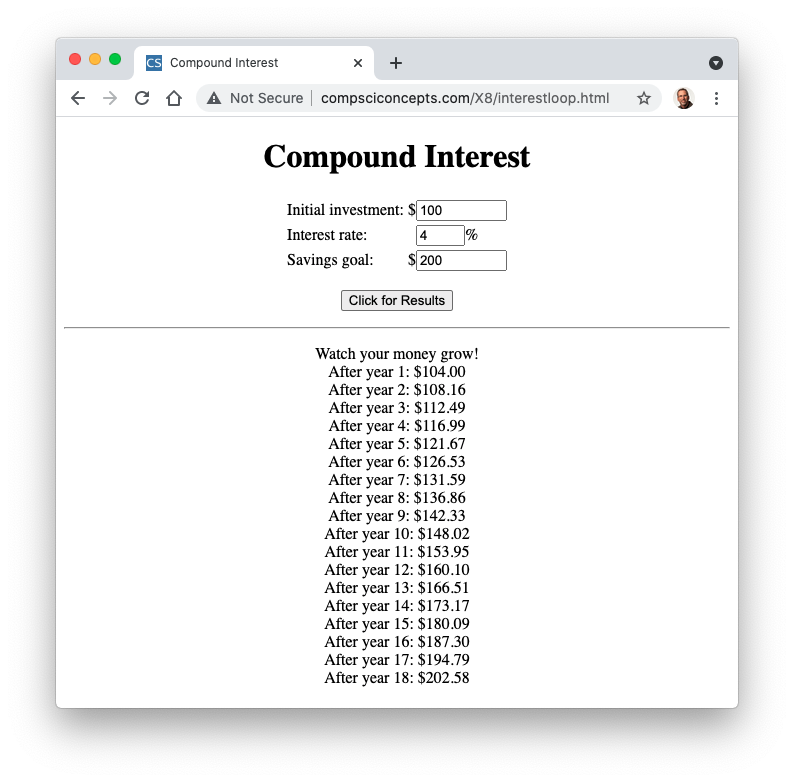 CS Compound Interest
Not Secure compsciconcepts.com/X8/interestloop.html
Compound Interest
Initial investment: $100
Interest rate: 4%
Savings goal: $200
Click for Results
Watch your money grow!
After year 1: $104.00
After year 2: $108.16
After year 3: $112.49
After year 4: $116.99
After year 5: $121.67
After year 6: $126.53
After year 7: $131.59
After year 8: $136.86
After year 9: $142.33
After year 10: $148.02
After year 11: $153.95
After year 12: $160.10
After year 13: $166.51
After year 14: $173.17
After year 15: $180.09
After year 16: $187.30
After year 17: $194.79
After year 18: $202.58